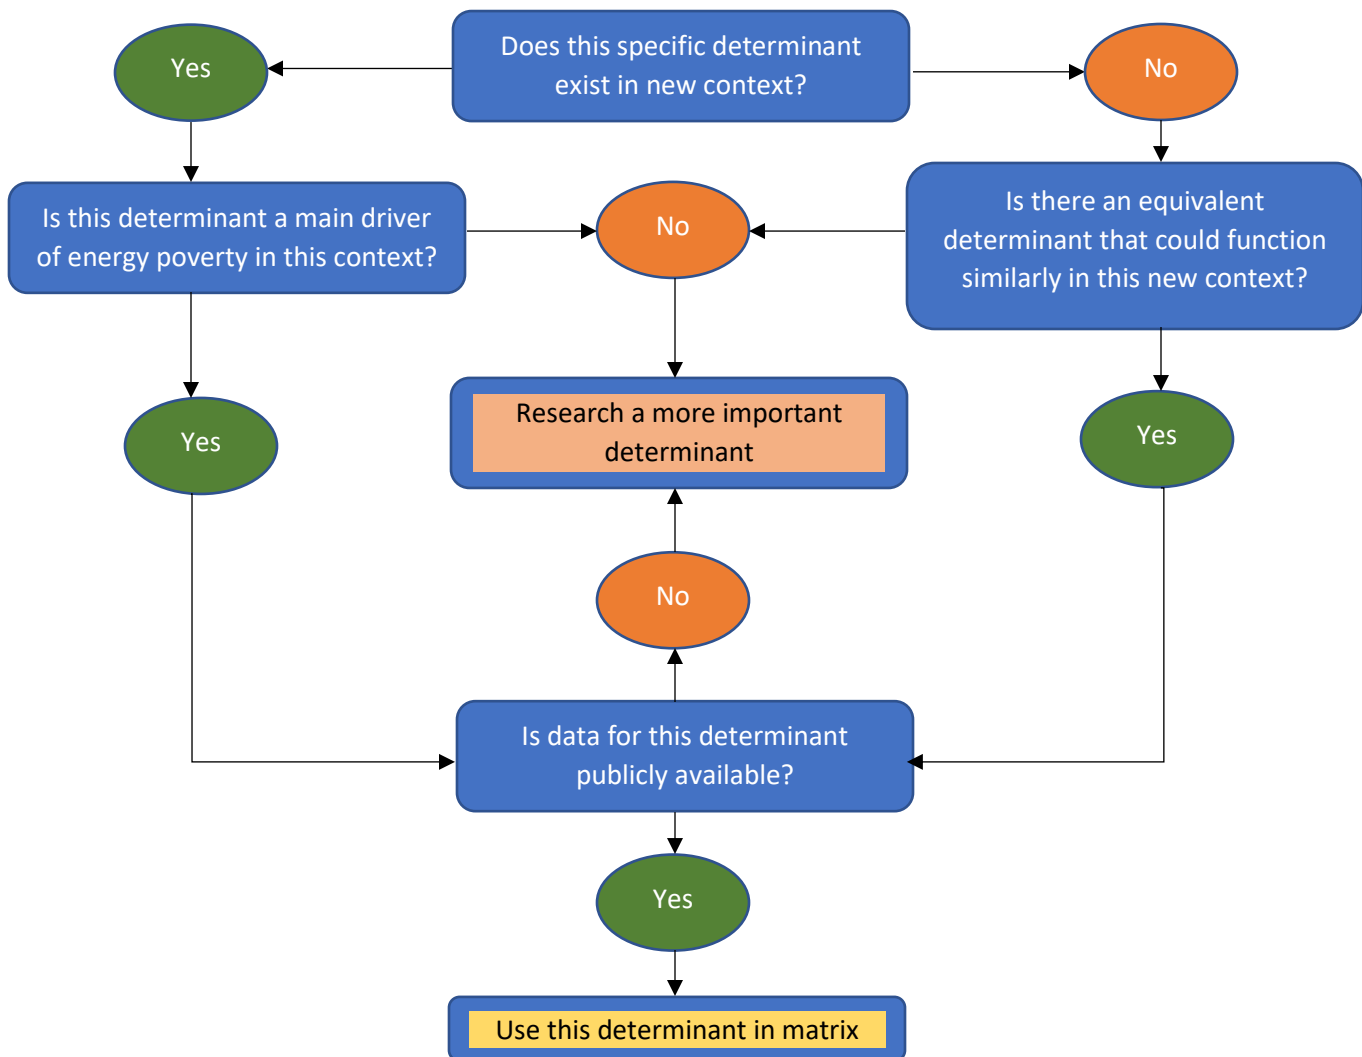 Does this specific determinant
exist in new context?
Yes
No
Is this determinant a main driver
of energy poverty in this context?
No
Is there an equivalent
determinant that could function
similarly in this new context?
Yes
Research a more important
determinant
Yes
No
Is data for this determinant
publicly available?
Yes
Use this determinant in matrix